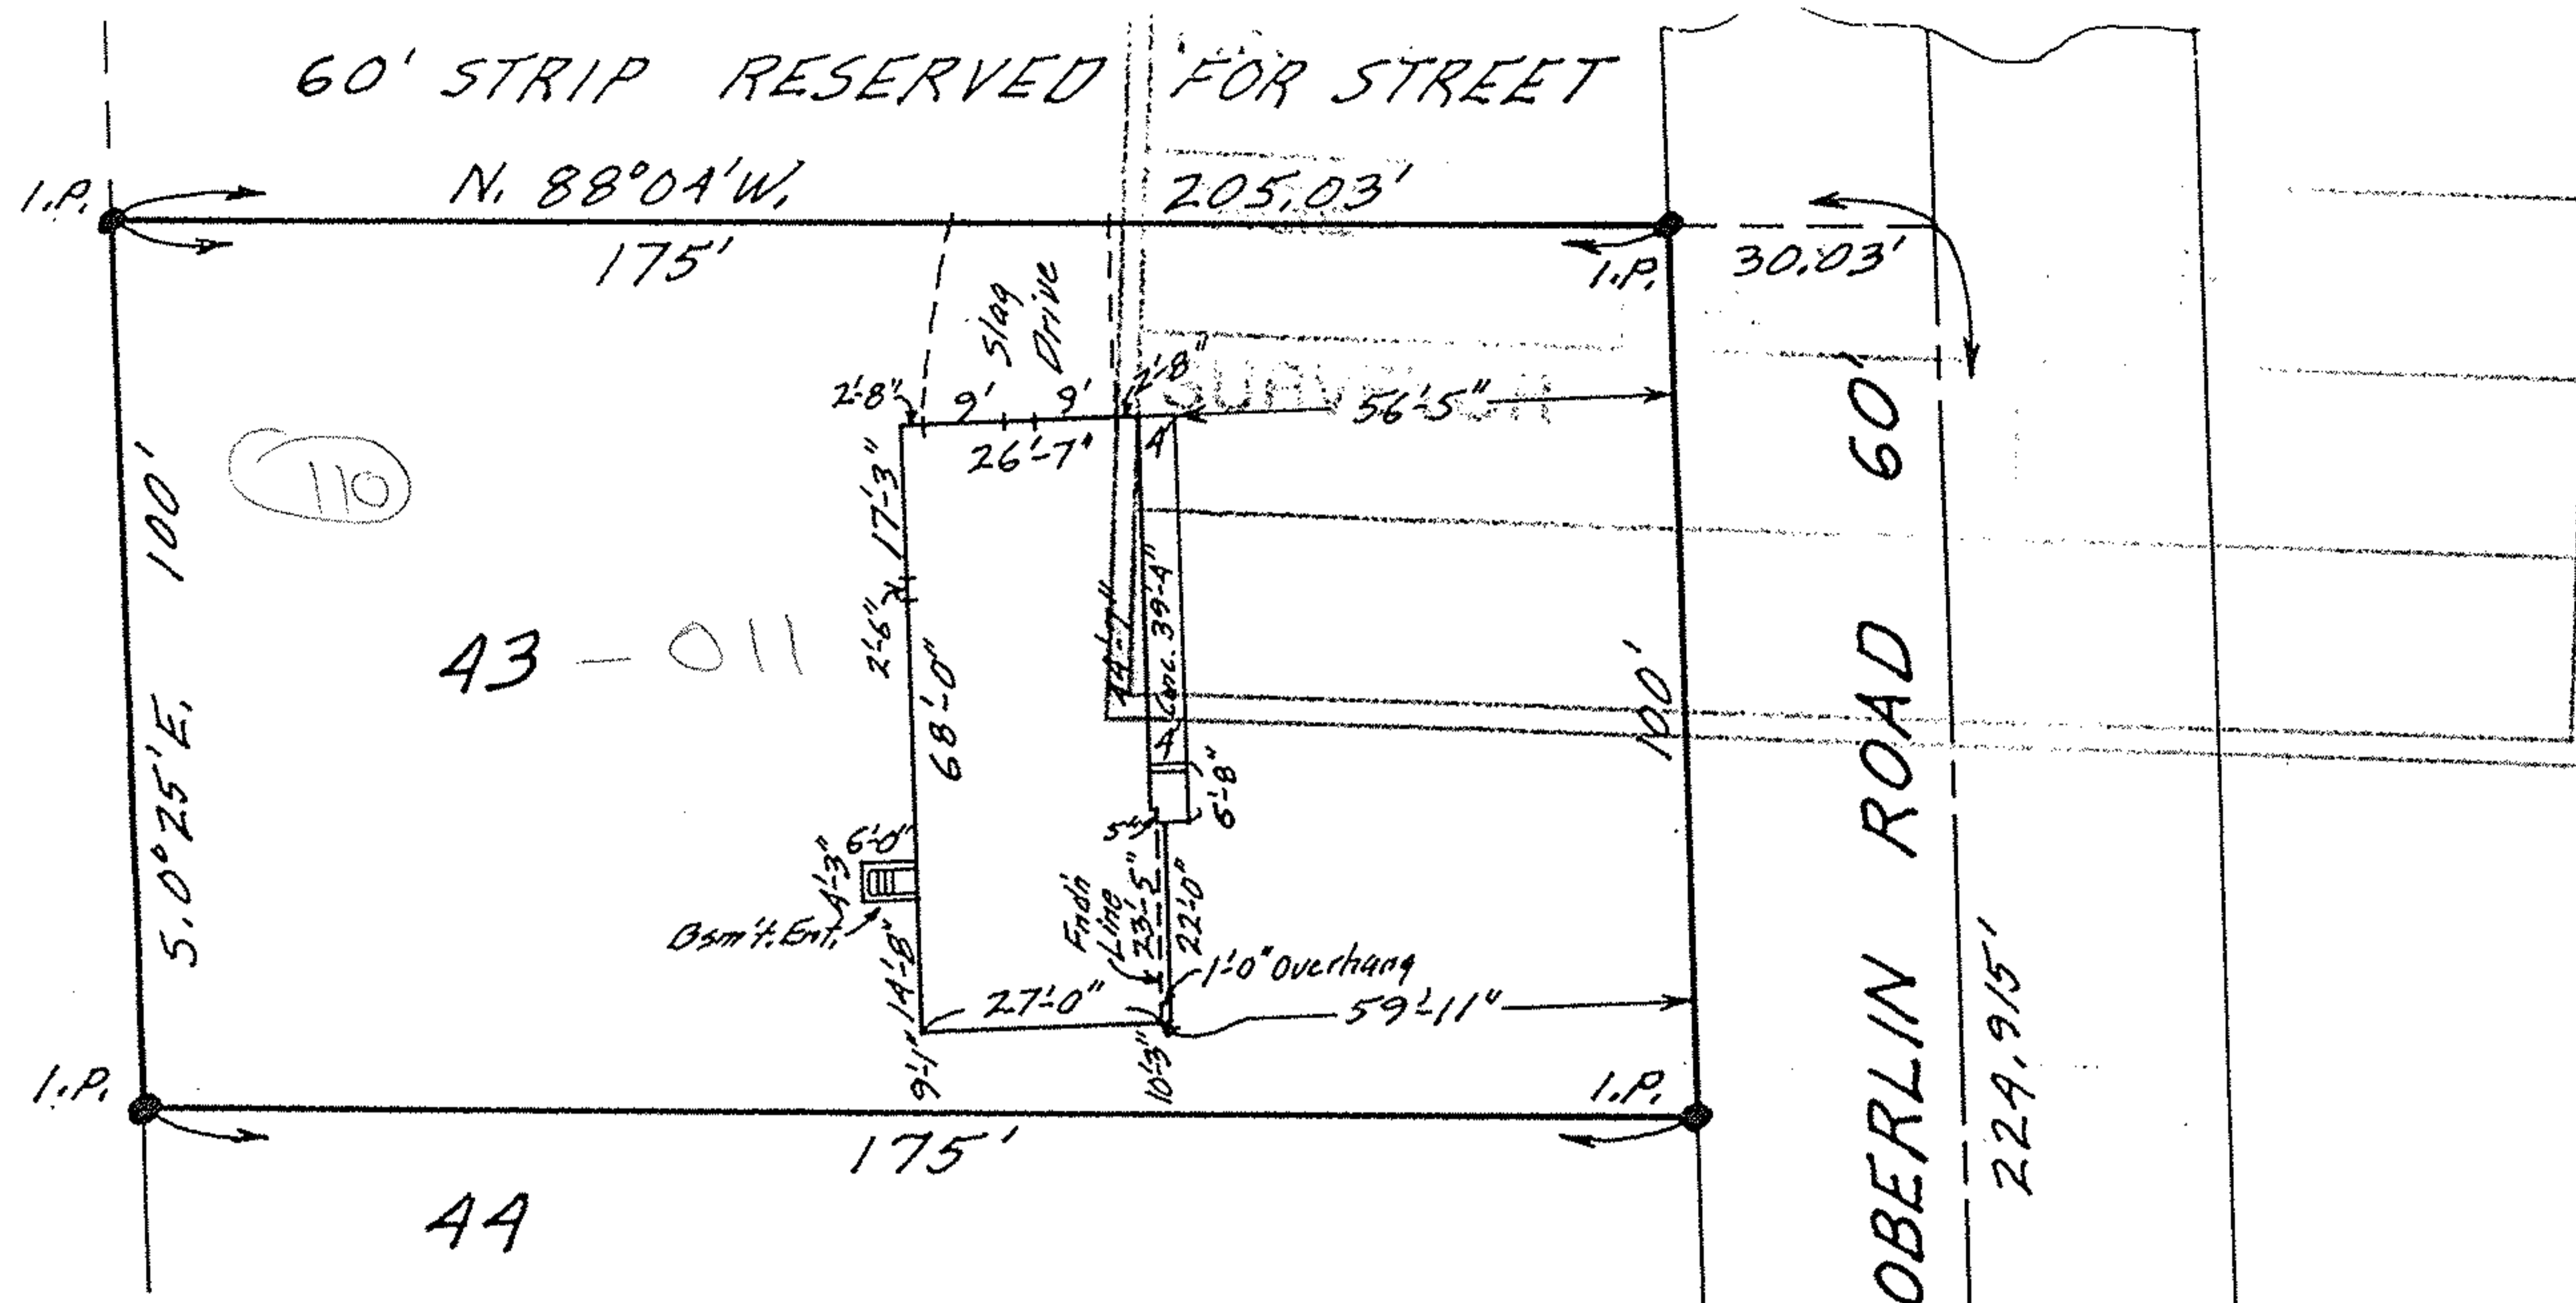 60' STRIP RESERVED FOR STREET
I.P.
N. 88°04'W.
205.03'
175'
I.P.
30.03'
Slag
Drive
2'-8"
9'
9'
2'-8"
56'-5"
26'-7"
4'
17'-3"
110
100'
S.0°25'E.
2'-6"
43 - 011
68'-0"
Conc. 39'-4"
4'
100'
OBERLIN ROAD 60'
6'-0"
4'-3"
5"
Bsm't. Ent.
14'-8"
Fnd'n
Line
23'-5"
22'-0"
1'-0" Overhang
27'-0"
59'-11"
9'-1"
10'-3"
224.915'
I.P.
I.P.
175'
44